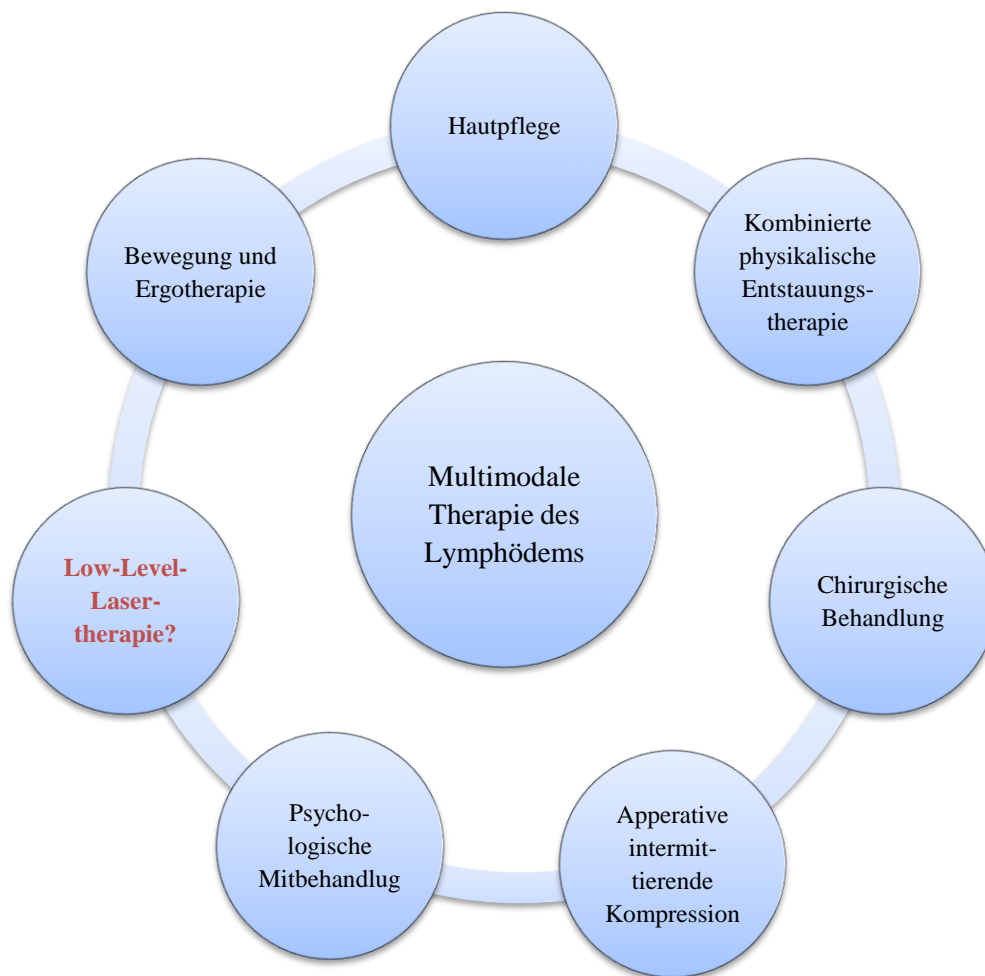 Hautpflege
Kombinierte
physikalische
Entstauungs-
therapie
Chirurgische
Behandlung
Apperative
intermit-
tierende
Kompression
Psycho-
logische
Mitbehandlug
Low-Level-
Laser-
therapie?
Bewegung und
Ergotherapie
Multimodale
Therapie des
Lymphödems